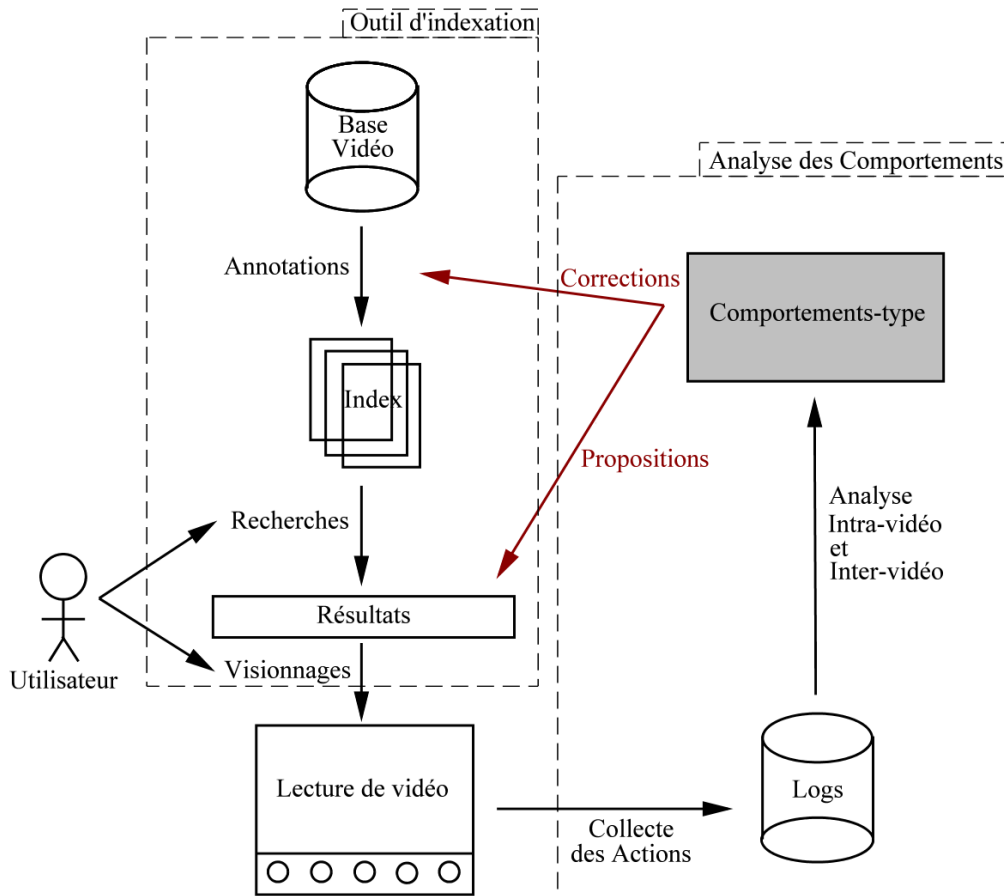 Outil d'indexation
Base
Vidéo
Analyse des Comportements
Annotations
Corrections
Comportements-type
Index
Propositions
Analyse
Intra-vidéo
et
Inter-vidéo
Recherches
Résultats
Utilisateur
Visionnages
Lecture de vidéo
Logs
Collecte
des Actions